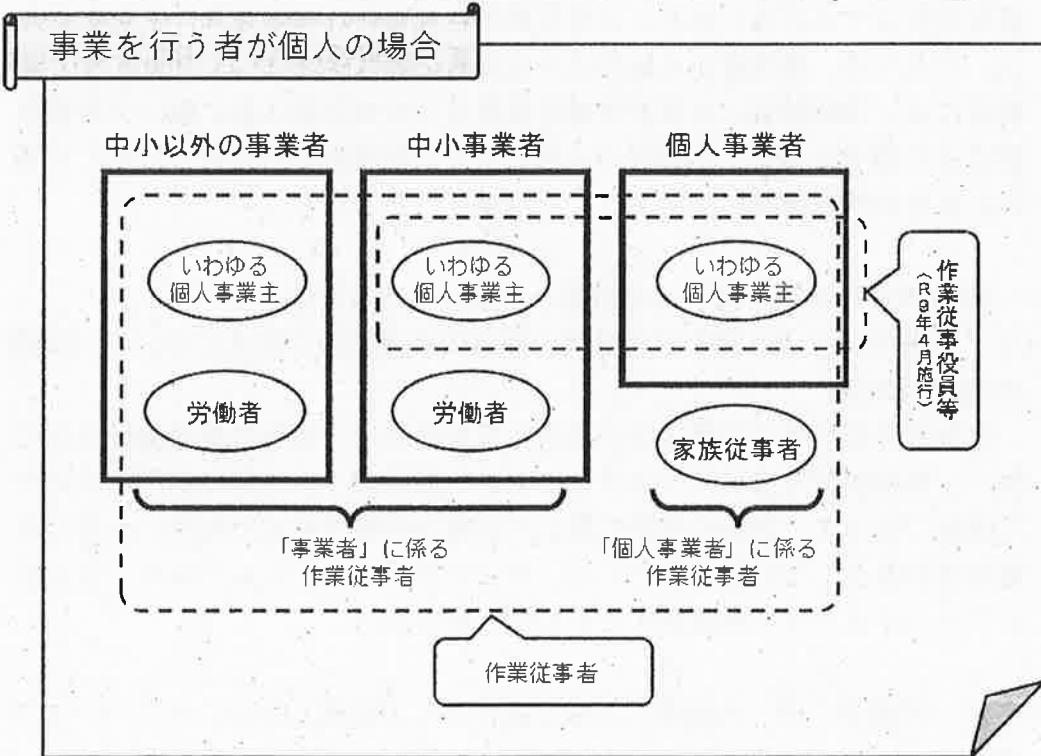 事業を行う者が個人の場合
中小以外の事業者
中小事業者
個人事業者
いわゆる
個人事業主
いわゆる
個人事業主
いわゆる
個人事業主
作業従事役員等
（R9年4月施行）
労働者
労働者
家族従事者
「事業者」に係る
作業従事者
「個人事業者」に係る
作業従事者
作業従事者